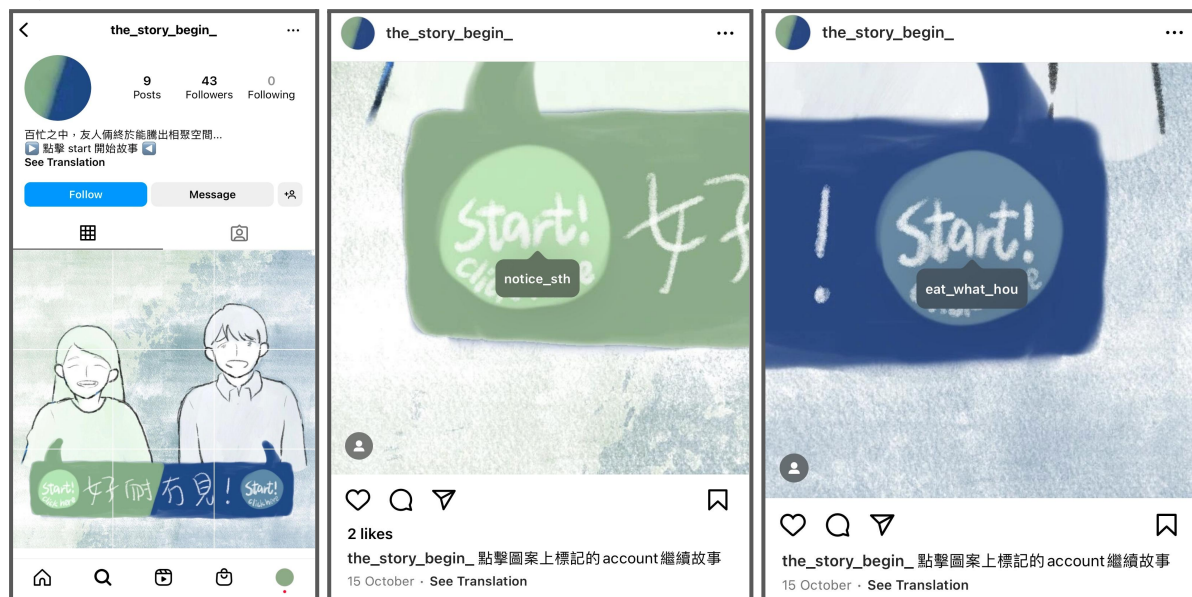 the_story_begin_
9
43
0
Posts
Followers
Following
百忙之中，友人倆終於能騰出相聚空間...
點擊 start 開始故事
See Translation
Follow
Message
Start!
click here
好耐冇見！
Start!
click here
the_story_begin_
Start!
好
notice_sth
2 likes
the_story_begin_ 點擊圖案上標記的account繼續故事
15 October · See Translation
the_story_begin_
!
Start!
eat_what_hou
the_story_begin_ 點擊圖案上標記的account繼續故事
15 October · See Translation